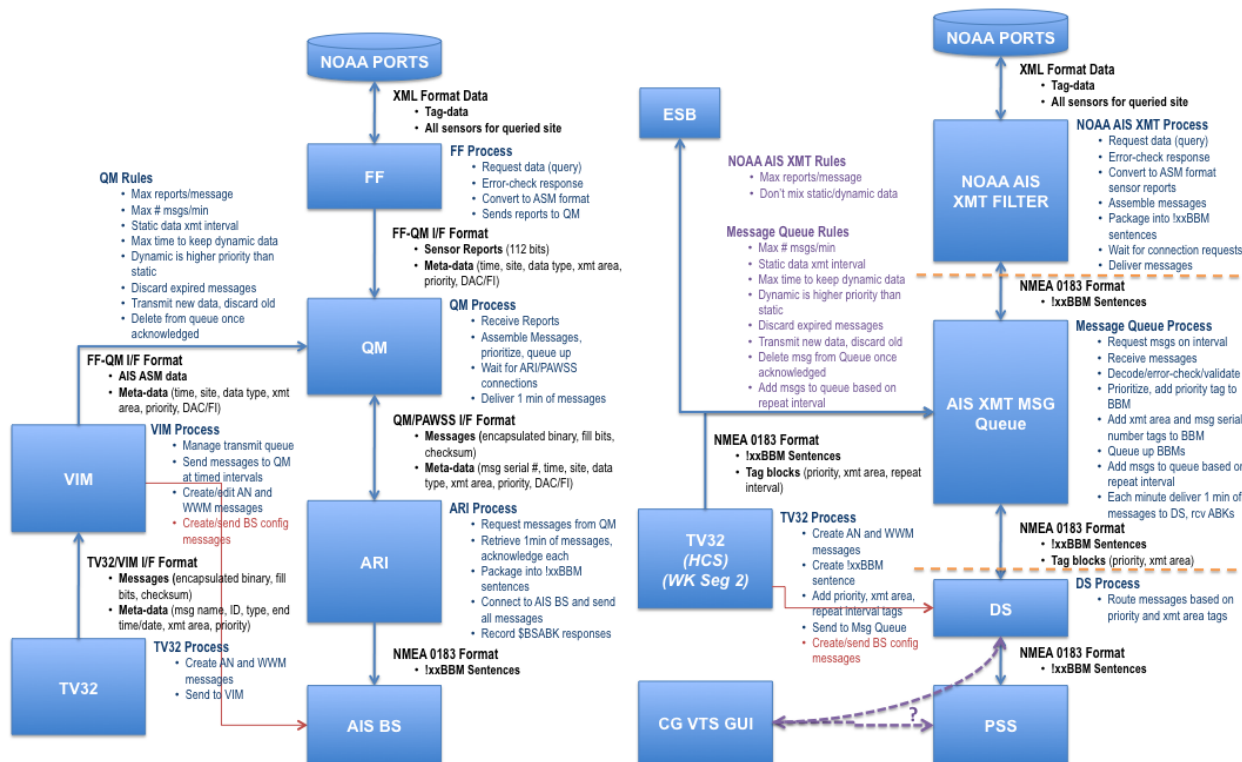 NOAA PORTS
XML Format Data
• Tag-data
• All sensors for queried site
FF
FF Process
• Request data (query)
• Error-check response
• Convert to ASM format
• Sends reports to QM
QM Rules
• Max reports/message
• Max # msgs/min
• Static data xmt interval
• Max time to keep dynamic data
• Dynamic is higher priority than
static
• Discard expired messages
• Transmit new data, discard old
• Delete from queue once
acknowledged
FF-QM I/F Format
• Sensor Reports (112 bits)
• Meta-data (time, site, data type, xmt area,
priority, DAC/FI)
QM
QM Process
• Receive Reports
• Assemble Messages,
prioritize, queue up
• Wait for ARI/PAWSS
connections
• Deliver 1 min of messages
FF-QM I/F Format
• AIS ASM data
• Meta-data (time, site, data type, xmt
area, priority, DAC/FI)
QM/PAWSS I/F Format
• Messages (encapsulated binary, fill bits,
checksum)
• Meta-data (msg serial #, time, site, data
type, xmt area, priority, DAC/FI)
VIM
VIM Process
• Manage transmit queue
• Send messages to QM
at timed intervals
• Create/edit AN and
WWM messages
• Create/send BS config
messages
ARI
ARI Process
• Request messages from QM
• Retrieve 1min of messages,
acknowledge each
• Package into !xxBBM
sentences
• Connect to AIS BS and send
all messages
• Record $BSABK responses
TV32/VIM I/F Format
• Messages (encapsulated binary, fill
bits, checksum)
• Meta-data (msg name, ID, type, end
time/date, xmt area, priority)
TV32
TV32 Process
• Create AN and WWM
messages
• Send to VIM
NMEA 0183 Format
• !xxBBM Sentences
AIS BS
NOAA PORTS
XML Format Data
• Tag-data
• All sensors for queried site
ESB
NOAA AIS
XMT FILTER
NOAA AIS XMT Process
• Request data (query)
• Error-check response
• Convert to ASM format
sensor reports
• Assemble messages
• Package into !xxBBM
sentences
• Wait for connection requests
• Deliver messages
NOAA AIS XMT Rules
• Max reports/message
• Don't mix static/dynamic data
Message Queue Rules
• Max # msgs/min
• Static data xmt interval
• Max time to keep dynamic data
• Dynamic is higher priority than
static
• Discard expired messages
• Transmit new data, discard old
• Delete msg from Queue once
acknowledged
• Add msgs to queue based on
repeat interval
NMEA 0183 Format
• !xxBBM Sentences
AIS XMT MSG
Queue
Message Queue Process
• Request msgs on interval
• Receive messages
• Decode/error-check/validate
• Prioritize, add priority tag to
BBM
• Add xmt area and msg serial
number tags to BBM
• Queue up BBMs
• Add msgs to queue based on
repeat interval
• Each minute deliver 1 min of
messages to DS, rcv ABKs
NMEA 0183 Format
• !xxBBM Sentences
• Tag blocks (priority, xmt area, repeat
interval)
TV32
(HCS)
(WK Seg 2)
TV32 Process
• Create AN and WWM
messages
• Create !xxBBM
sentence
• Add priority, xmt area,
repeat interval tags
• Send to Msg Queue
• Create/send BS config
messages
NMEA 0183 Format
• !xxBBM Sentences
• Tag blocks (priority, xmt area)
DS
DS Process
• Route messages based on
priority and xmt area tags
NMEA 0183 Format
• !xxBBM Sentences
CG VTS GUI
?
PSS